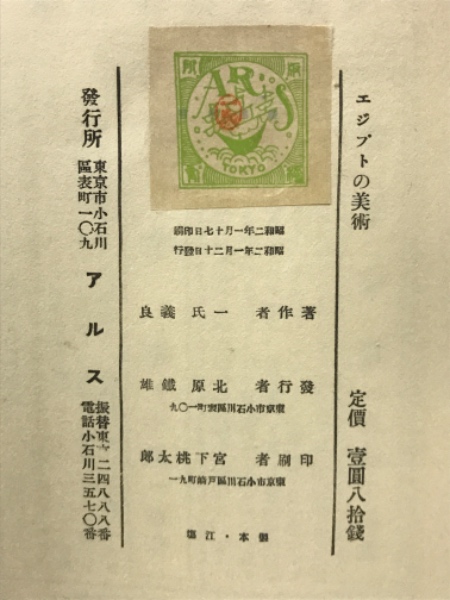 エジプトの美術
定價 壹圓八拾錢
ARS
TOKYO
昭和二年一月十七日印刷
昭和二年一月二十日發行
著作者 一氏義良
發行者 北原鐵雄
東京市小石川區表町一〇九
印刷者 宮下桃太郎
東京市小石川區戸崎町九一
製本・江塚
發行所 東京市小石川區表町一〇九 アルス
振替東京二四一八八八番
電話小石川三五七〇番